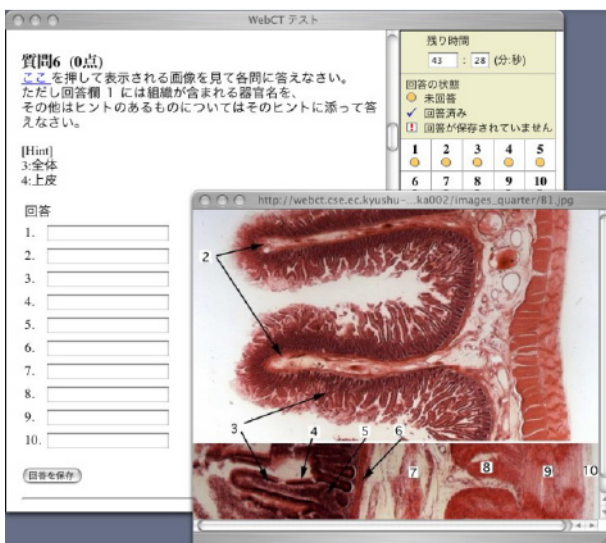 WebCT テスト
質問6 (0点)
ここ を押して表示される画像を見て各問に答えなさい。
ただし回答欄 1 には組織が含まれる器官名を、
その他はヒントのあるものについてはそのヒントに添って答
えなさい。
[Hint]
3:全体
4:上皮
回答
1.
2.
3.
4.
5.
6.
7.
8.
9.
10.
回答を保存
残り時間
43 : 28 (分:秒)
回答の状態
未回答
回答済み
回答が保存されていません
1 2 3 4 5
6 7 8 9 10
http://webct.cse.ec.kyushu-...ka002/images_quarter/B1.jpg
2
3 4 5 6 7 8 9 10